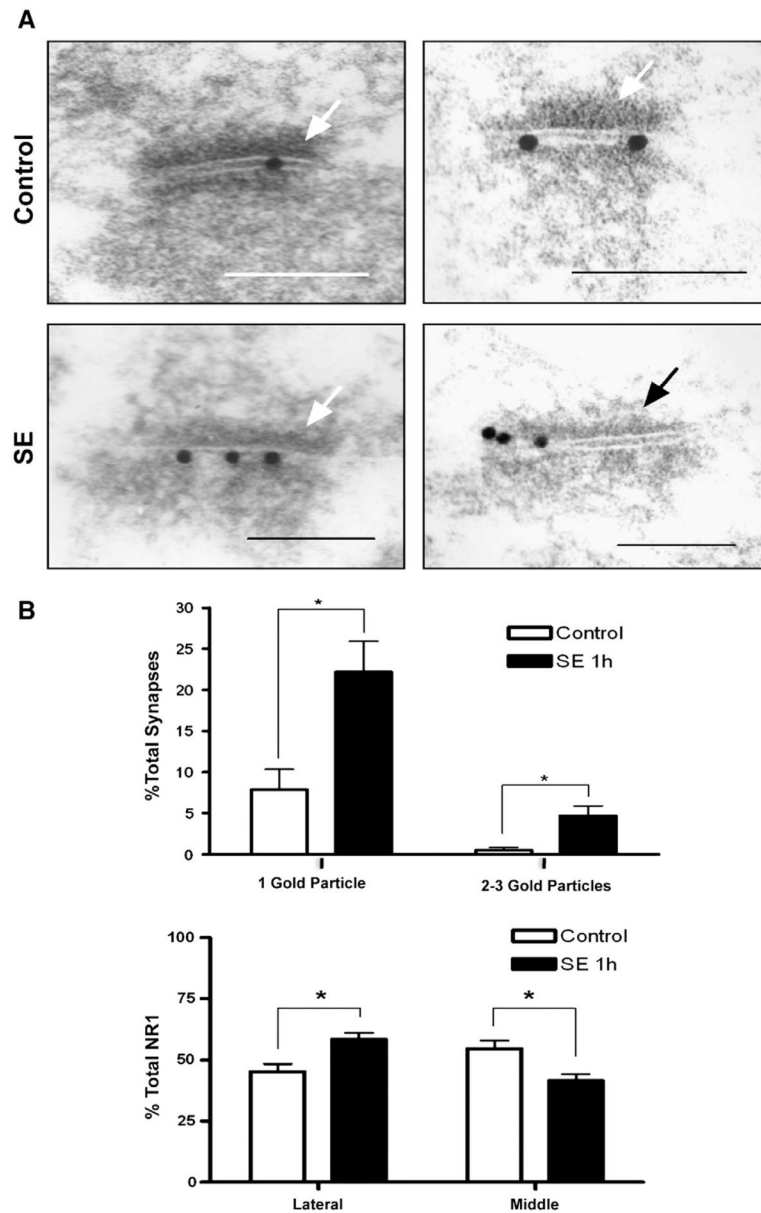 A
Control
SE
B
30
25
20
15
10
5
0
%Total Synapses
*
*
Control
SE 1h
1 Gold Particle
2-3 Gold Particles
100
75
50
25
0
% Total NR1
*
*
Control
SE 1h
Lateral
Middle